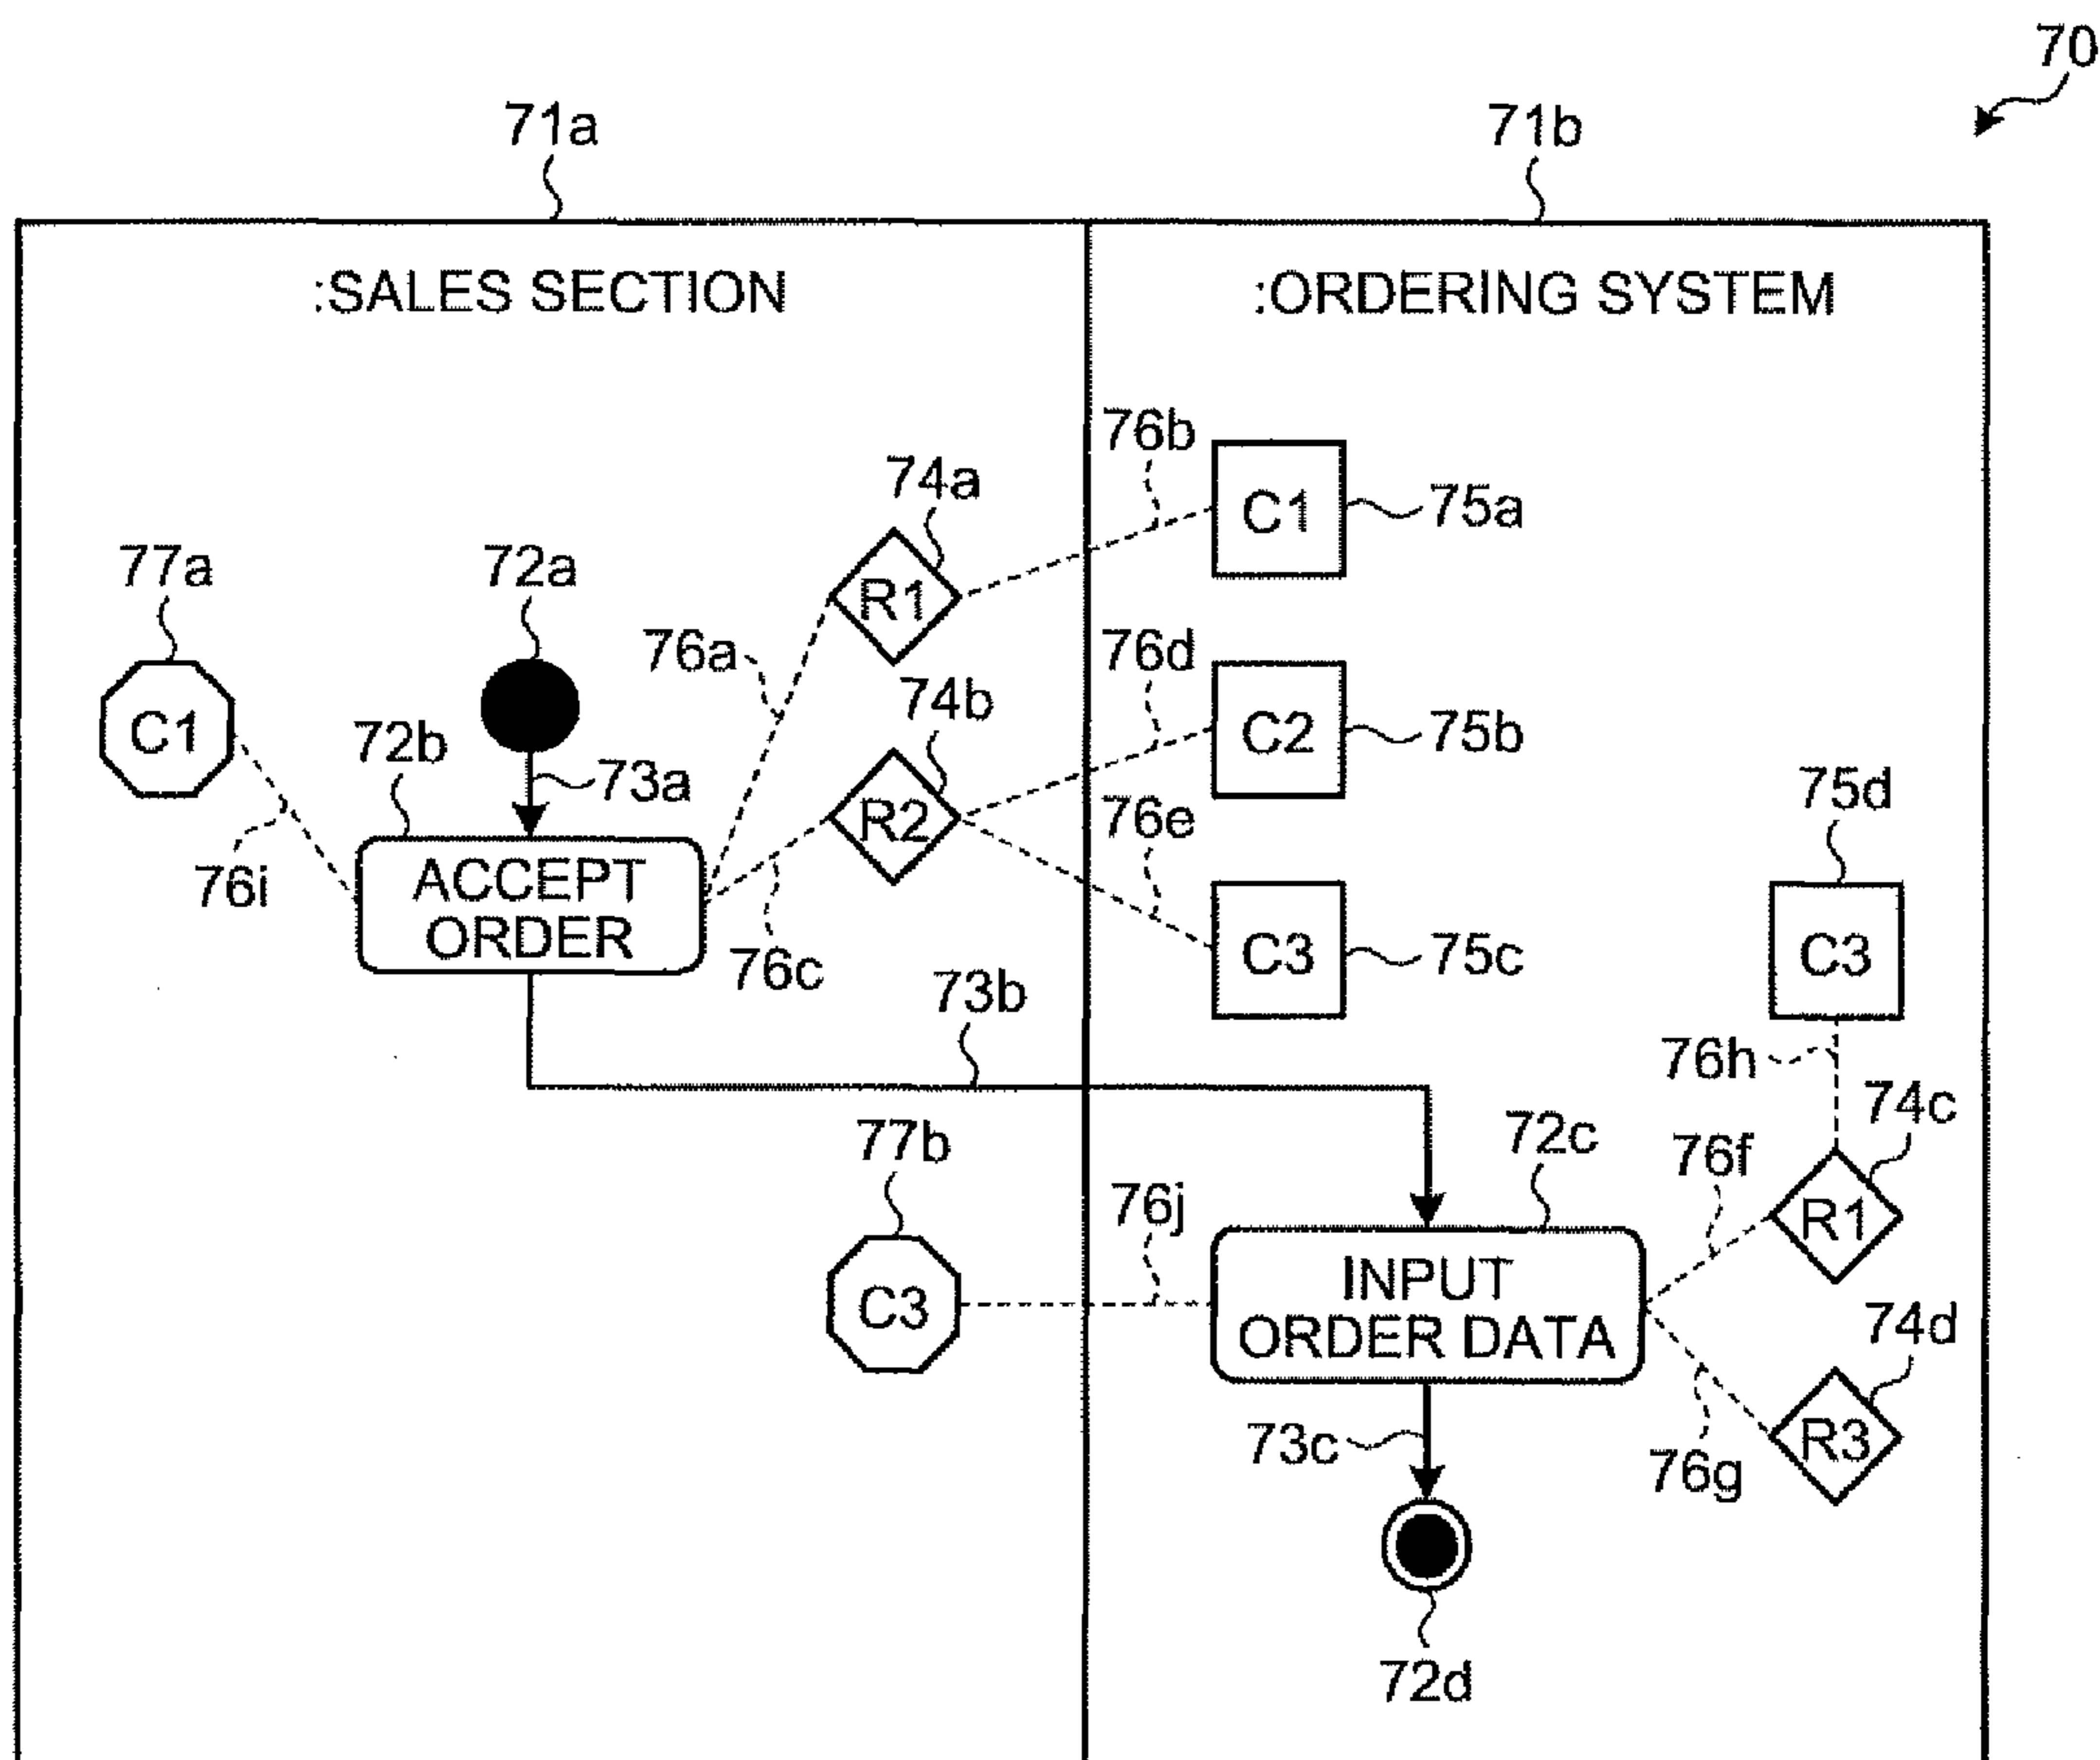 70
71a
71b
:SALES SECTION
:ORDERING SYSTEM
76b
74a
C1
75a
77a
72a
R1
76a
76d
74b
C1
72b
C2
75b
73a
75d
76e
R2
76i
ACCEPT
ORDER
76c
C3
75c
C3
73b
76h
74c
77b
72c
76f
76j
R1
C3
INPUT
ORDER DATA
74d
73c
76g
R3
72d